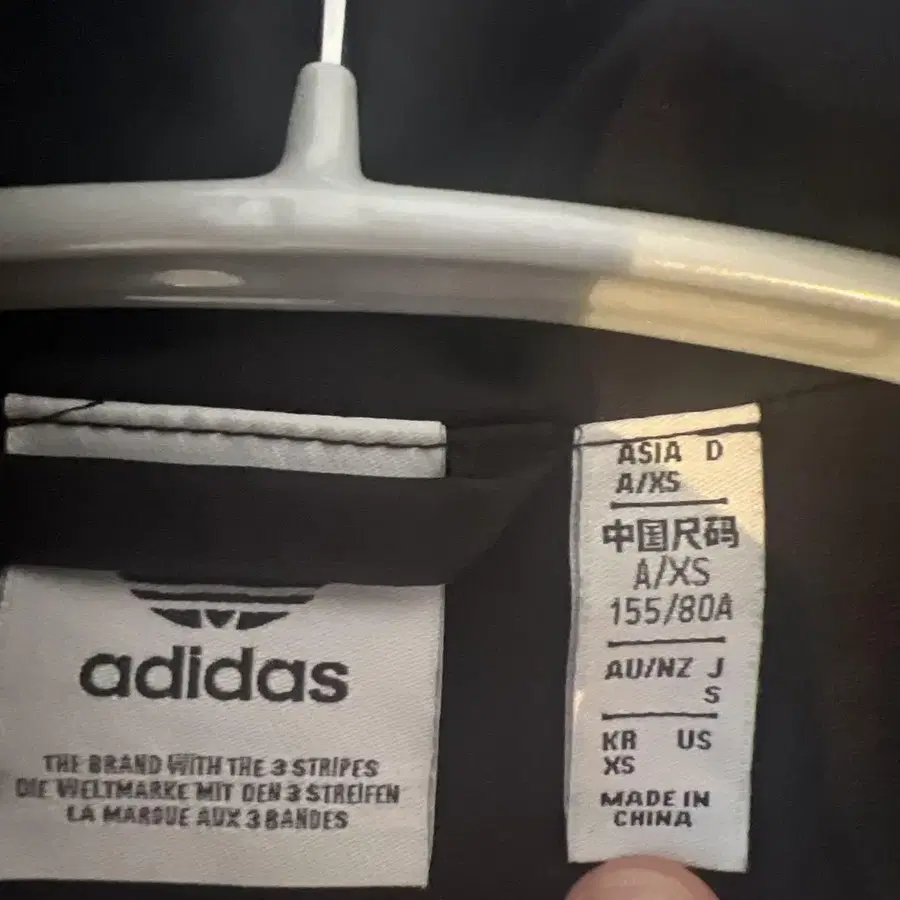 adidas
THE BRAND WITH THE 3 STRIPES
DIE WELTMARKE MIT DEN 3 STREIFEN
LA MARQUE AUX 3 BANDES
ASIA D
A/XS
中国尺码
A/XS
155/80A
AU/NZ J
S
KR US
XS
MADE IN
CHINA